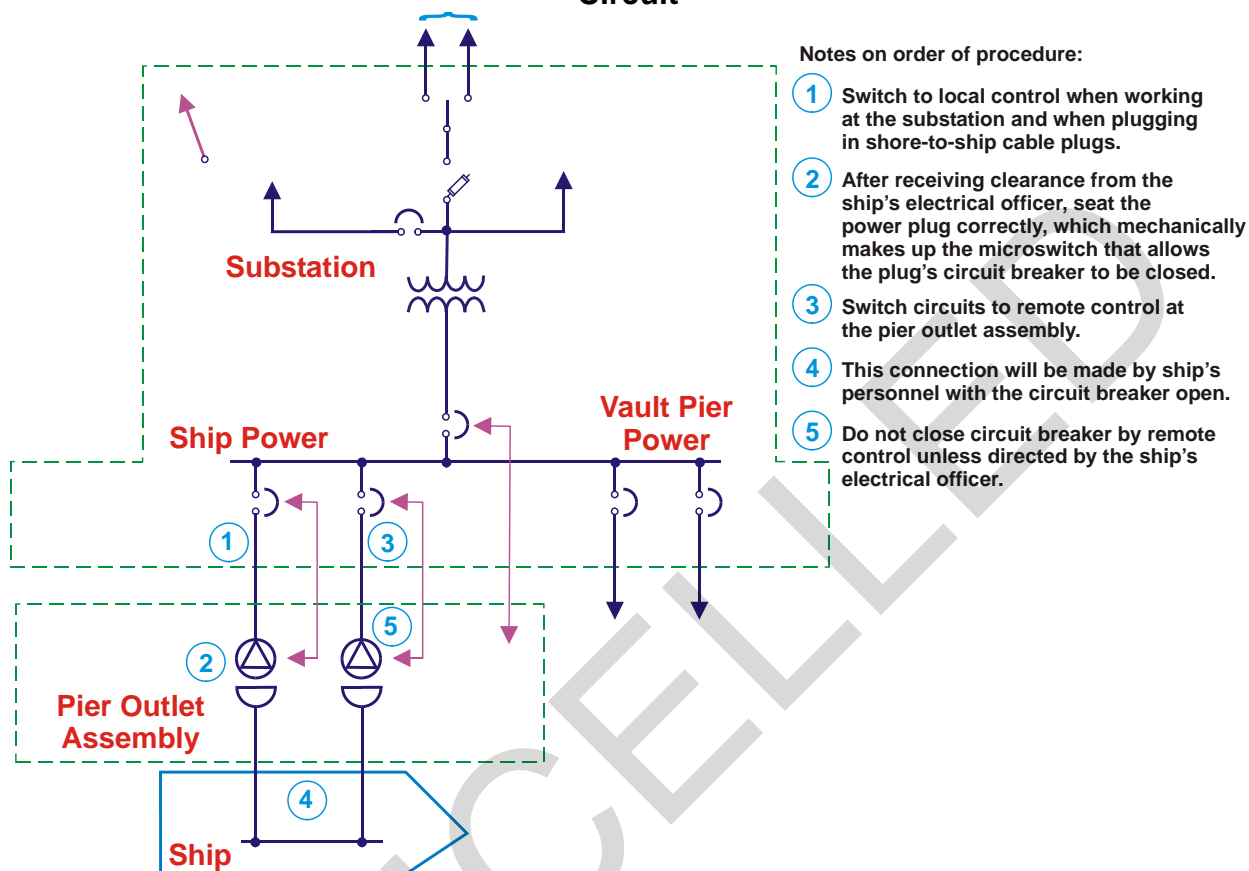 Circuit
Notes on order of procedure:
1 Switch to local control when working
at the substation and when plugging
in shore-to-ship cable plugs.
2 After receiving clearance from the
ship's electrical officer, seat the
power plug correctly, which mechanically
makes up the microswitch that allows
the plug's circuit breaker to be closed.
3 Switch circuits to remote control at
the pier outlet assembly.
4 This connection will be made by ship's
personnel with the circuit breaker open.
5 Do not close circuit breaker by remote
control unless directed by the ship's
electrical officer.
Substation
Ship Power
Vault Pier
Power
1
3
5
2
Pier Outlet
Assembly
4
Ship
CELLED